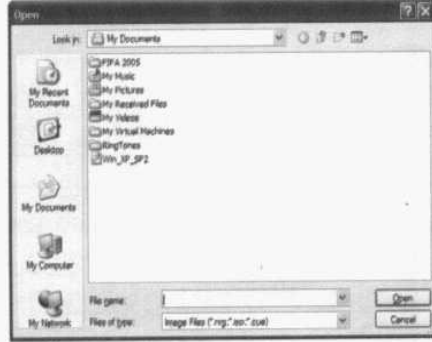 Open
Look in: My Documents
My Recent Documents
Desktop
My Documents
My Computer
My Network
FIFA 2005
My Music
My Pictures
My Received Files
My Videos
My Virtual Machines
RingTones
Win_XP_SP2
File name:
Open
Files of type: Image Files (*.nrg;*.iso;*.cue)
Cancel